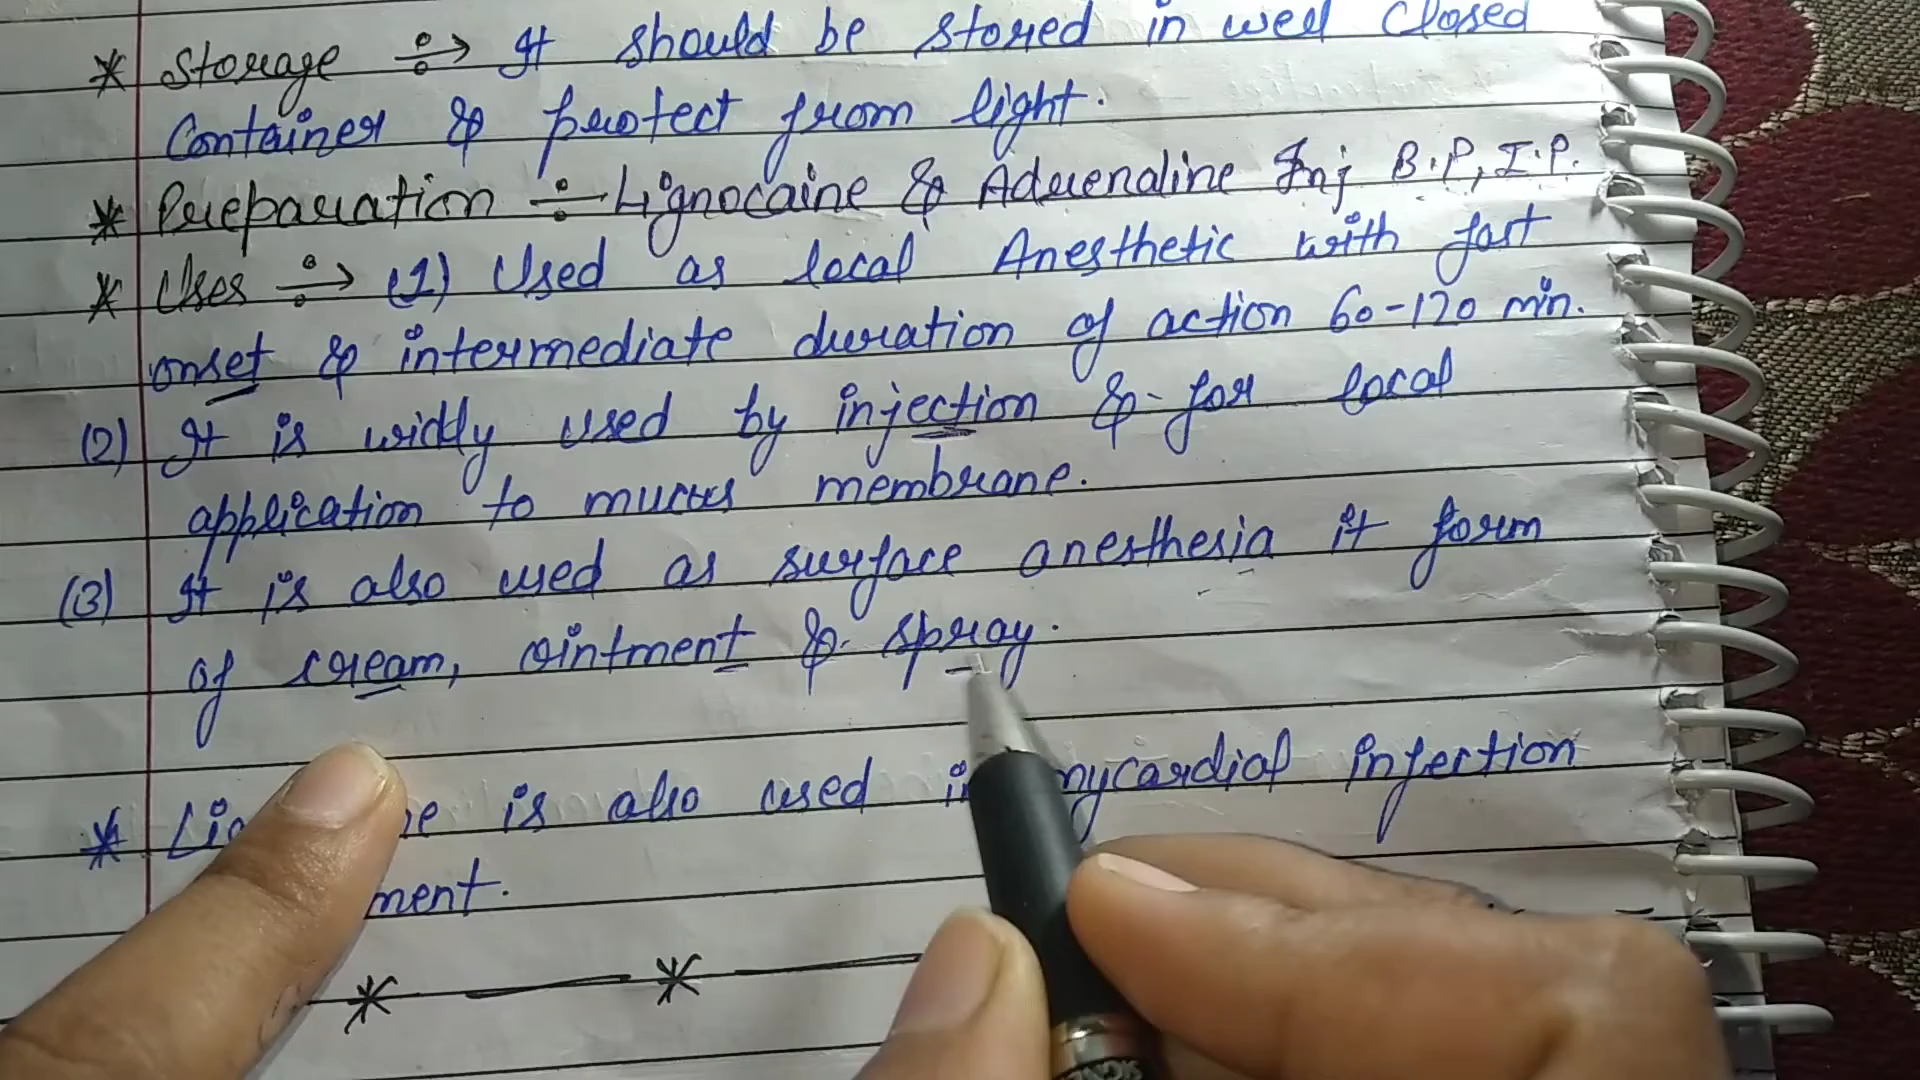 * Storage ÷> It should be stored in well closed
Container & protect from light.
* Preparation ÷ Lignocaine & Adrenaline Inj B.P, I.P.
* Uses ÷> (1) Used as local Anesthetic with fast
onset & intermediate duration of action 60-120 min.
(2) It is widly used by injection & for local
application to mucus membrane.
(3) It is also used as surface anesthesia it form
of cream, ointment & spray.
* is also used in mycardial infection
ment.
* — * —